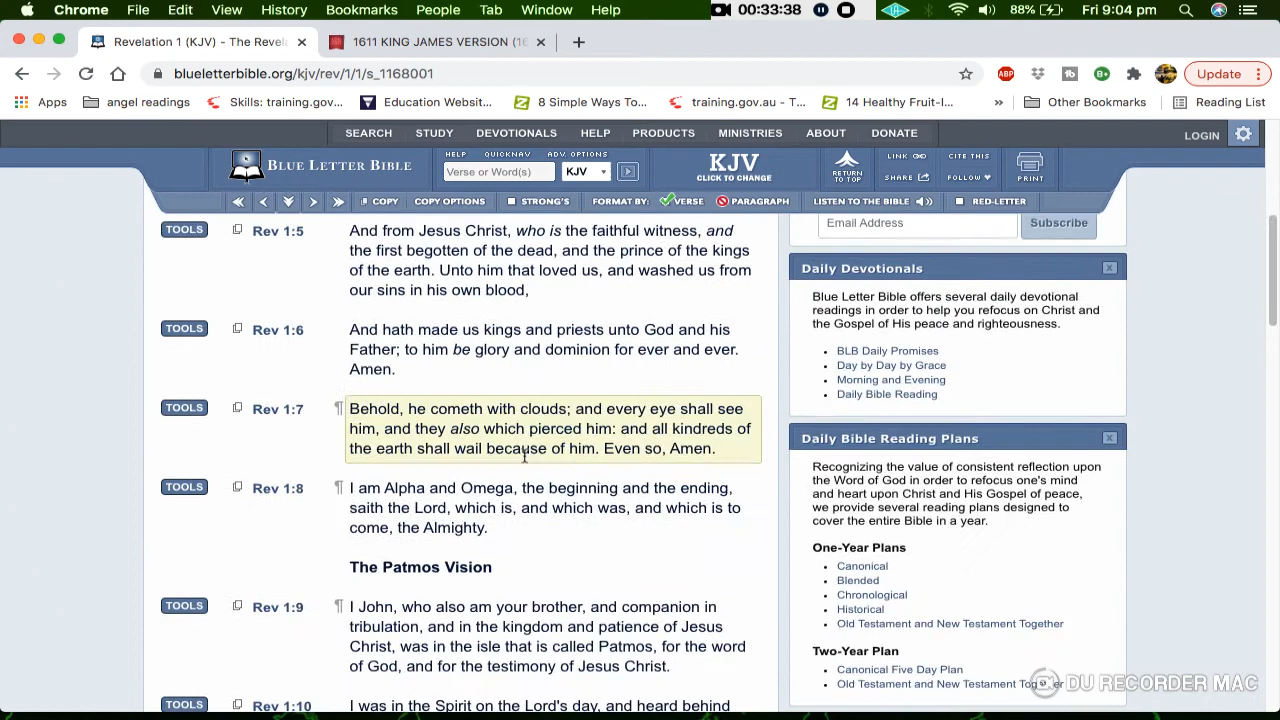 Chrome File Edit View History Bookmarks People Tab Window Help 00:33:38 88% Fri 9:04 pm
Revelation 1 (KJV) - The Revel 1611 KING JAMES VERSION (16
blueletterbible.org/kjv/rev/1/1/s_1168001 ABP Update
Apps angel readings Skills: training.gov... Education Websit... 8 Simple Ways To... training.gov.au - T... 14 Healthy Fruit-I... » Other Bookmarks Reading List
SEARCH STUDY DEVOTIONALS HELP PRODUCTS MINISTRIES ABOUT DONATE LOGIN
BLUE LETTER BIBLE
HELP QUICKNAV ADV. OPTIONS
Verse or Word(s) KJV
KJV
CLICK TO CHANGE
RETURN TO TOP
LINK CITE THIS
SHARE FOLLOW
PRINT
COPY COPY OPTIONS STRONG'S FORMAT BY: VERSE PARAGRAPH LISTEN TO THE BIBLE RED-LETTER
TOOLS Rev 1:5 And from Jesus Christ, who is the faithful witness, and
the first begotten of the dead, and the prince of the kings
of the earth. Unto him that loved us, and washed us from
our sins in his own blood,
TOOLS Rev 1:6 And hath made us kings and priests unto God and his
Father; to him be glory and dominion for ever and ever.
Amen.
TOOLS Rev 1:7 ¶ Behold, he cometh with clouds; and every eye shall see
him, and they also which pierced him: and all kindreds of
the earth shall wail because of him. Even so, Amen.
TOOLS Rev 1:8 ¶ I am Alpha and Omega, the beginning and the ending,
saith the Lord, which is, and which was, and which is to
come, the Almighty.
The Patmos Vision
TOOLS Rev 1:9 ¶ I John, who also am your brother, and companion in
tribulation, and in the kingdom and patience of Jesus
Christ, was in the isle that is called Patmos, for the word
of God, and for the testimony of Jesus Christ.
TOOLS Rev 1:10 I was in the Spirit on the Lord's day, and heard behind
Email Address Subscribe
Daily Devotionals
Blue Letter Bible offers several daily devotional
readings in order to help you refocus on Christ and
the Gospel of His peace and righteousness.
BLB Daily Promises
Day by Day by Grace
Morning and Evening
Daily Bible Reading
Daily Bible Reading Plans
Recognizing the value of consistent reflection upon
the Word of God in order to refocus one's mind
and heart upon Christ and His Gospel of peace,
we provide several reading plans designed to
cover the entire Bible in a year.
One-Year Plans
Canonical
Blended
Chronological
Historical
Old Testament and New Testament Together
Two-Year Plan
Canonical Five Day Plan
Old Testament and New Testament
DU RECORDER MAC